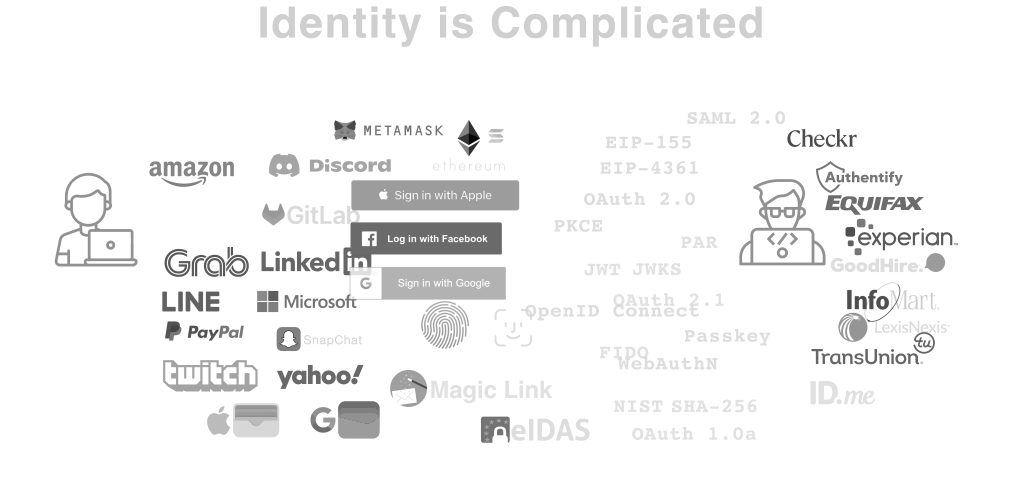 Identity is Complicated
METAMASK
ethereum
amazon
Discord
Sign in with Apple
GitLab
Log in with Facebook
Grab
Linked in
Sign in with Google
LINE
Microsoft
PayPal
SnapChat
twitch
yahoo!
Magic Link
G
eIDAS
SAML 2.0
EIP-155
EIP-4361
OAuth 2.0
PKCE
PAR
JWT JWKS
OAuth 2.1
OpenID Connect
Passkey
FIDO
WebAuthN
NIST SHA-256
OAuth 1.0a
Checkr
Authentify
EQUIFAX
experian.
GoodHire.
InfoMart.
LexisNexis
tu
TransUnion
ID.me